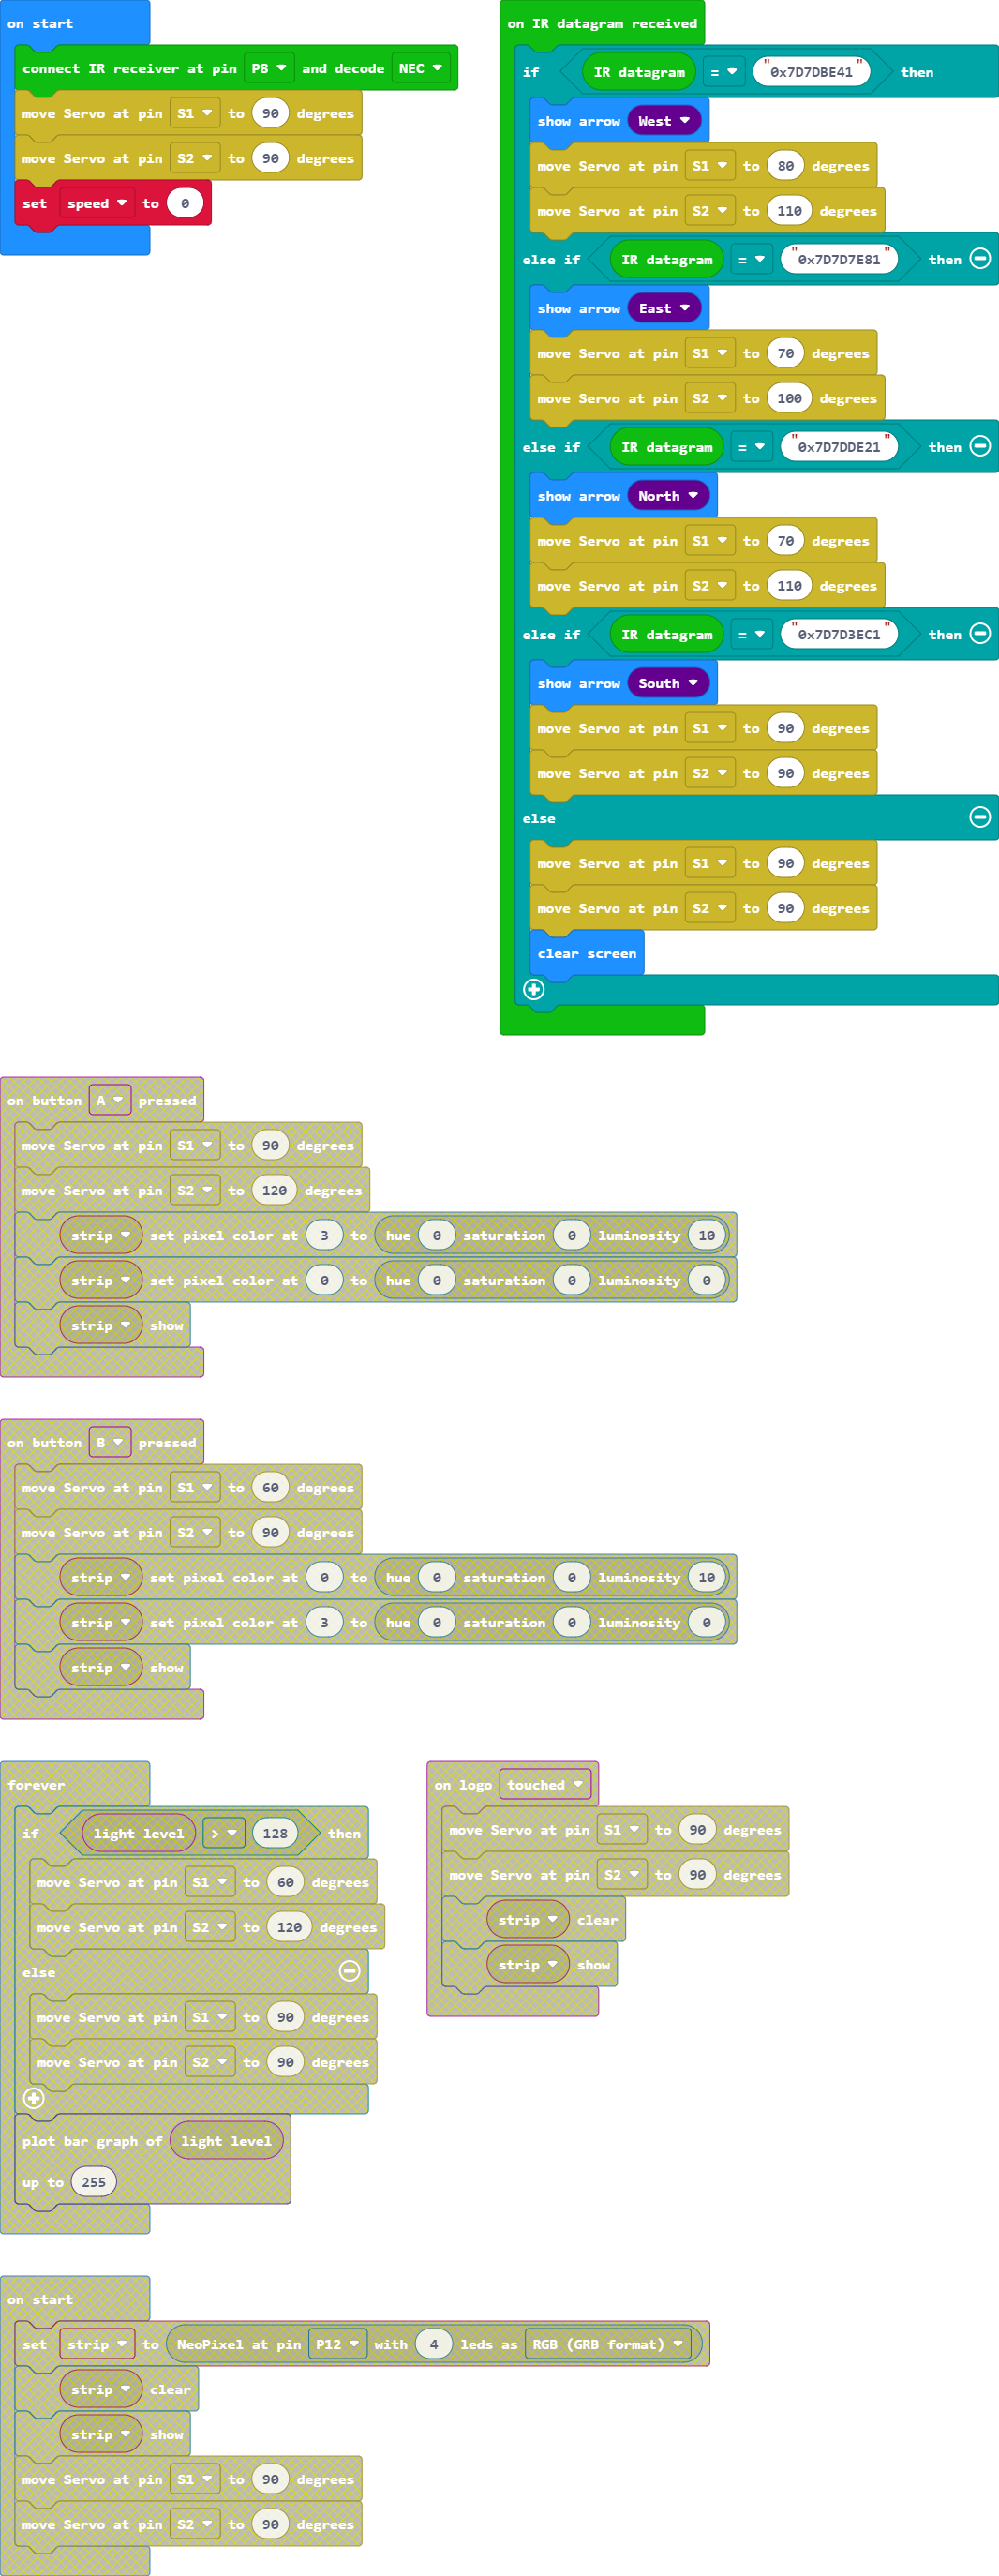 on start
connect IR receiver at pin P8 and decode NEC
move Servo at pin S1 to 90 degrees
move Servo at pin S2 to 90 degrees
set speed to 0
on IR datagram received
if IR datagram = "0x7D7DBE41" then
show arrow West
move Servo at pin S1 to 80 degrees
move Servo at pin S2 to 110 degrees
else if IR datagram = "0x7D7D7E81" then
show arrow East
move Servo at pin S1 to 70 degrees
move Servo at pin S2 to 100 degrees
else if IR datagram = "0x7D7DDE21" then
show arrow North
move Servo at pin S1 to 70 degrees
move Servo at pin S2 to 110 degrees
else if IR datagram = "0x7D7D3EC1" then
show arrow South
move Servo at pin S1 to 90 degrees
move Servo at pin S2 to 90 degrees
else
move Servo at pin S1 to 90 degrees
move Servo at pin S2 to 90 degrees
clear screen
on button A pressed
move Servo at pin S1 to 90 degrees
move Servo at pin S2 to 120 degrees
strip set pixel color at 3 to hue 0 saturation 0 luminosity 10
strip set pixel color at 0 to hue 0 saturation 0 luminosity 0
strip show
on button B pressed
move Servo at pin S1 to 60 degrees
move Servo at pin S2 to 90 degrees
strip set pixel color at 0 to hue 0 saturation 0 luminosity 10
strip set pixel color at 3 to hue 0 saturation 0 luminosity 0
strip show
forever
if light level > 128 then
move Servo at pin S1 to 60 degrees
move Servo at pin S2 to 120 degrees
else
move Servo at pin S1 to 90 degrees
move Servo at pin S2 to 90 degrees
plot bar graph of light level
up to 255
on logo touched
move Servo at pin S1 to 90 degrees
move Servo at pin S2 to 90 degrees
strip clear
strip show
on start
set strip to NeoPixel at pin P12 with 4 leds as RGB (GRB format)
strip clear
strip show
move Servo at pin S1 to 90 degrees
move Servo at pin S2 to 90 degrees